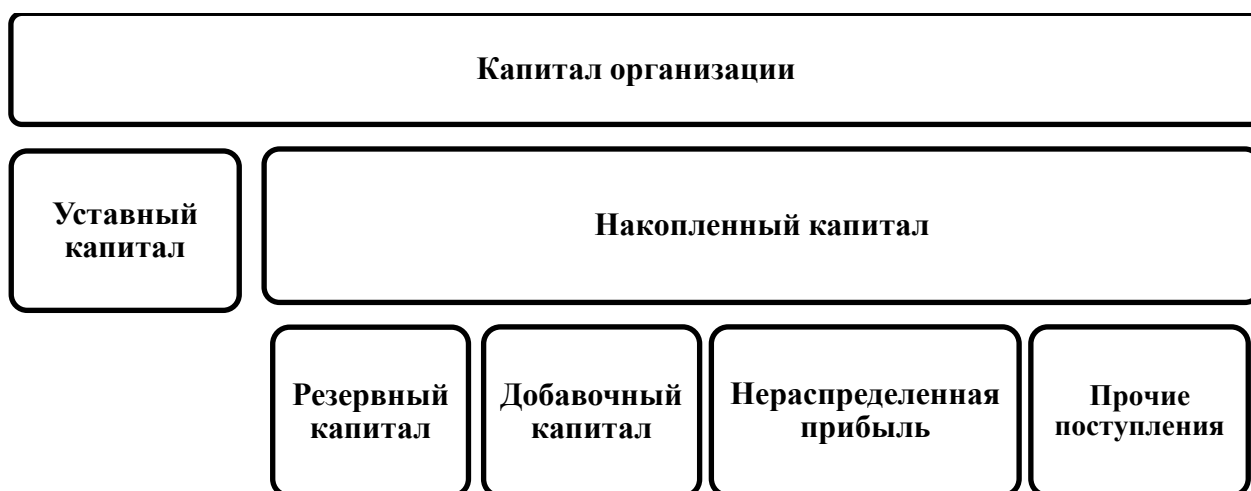 Капитал организации
Уставный
капитал
Накопленный капитал
Резервный
капитал
Добавочный
капитал
Нераспределенная
прибыль
Прочие
поступления